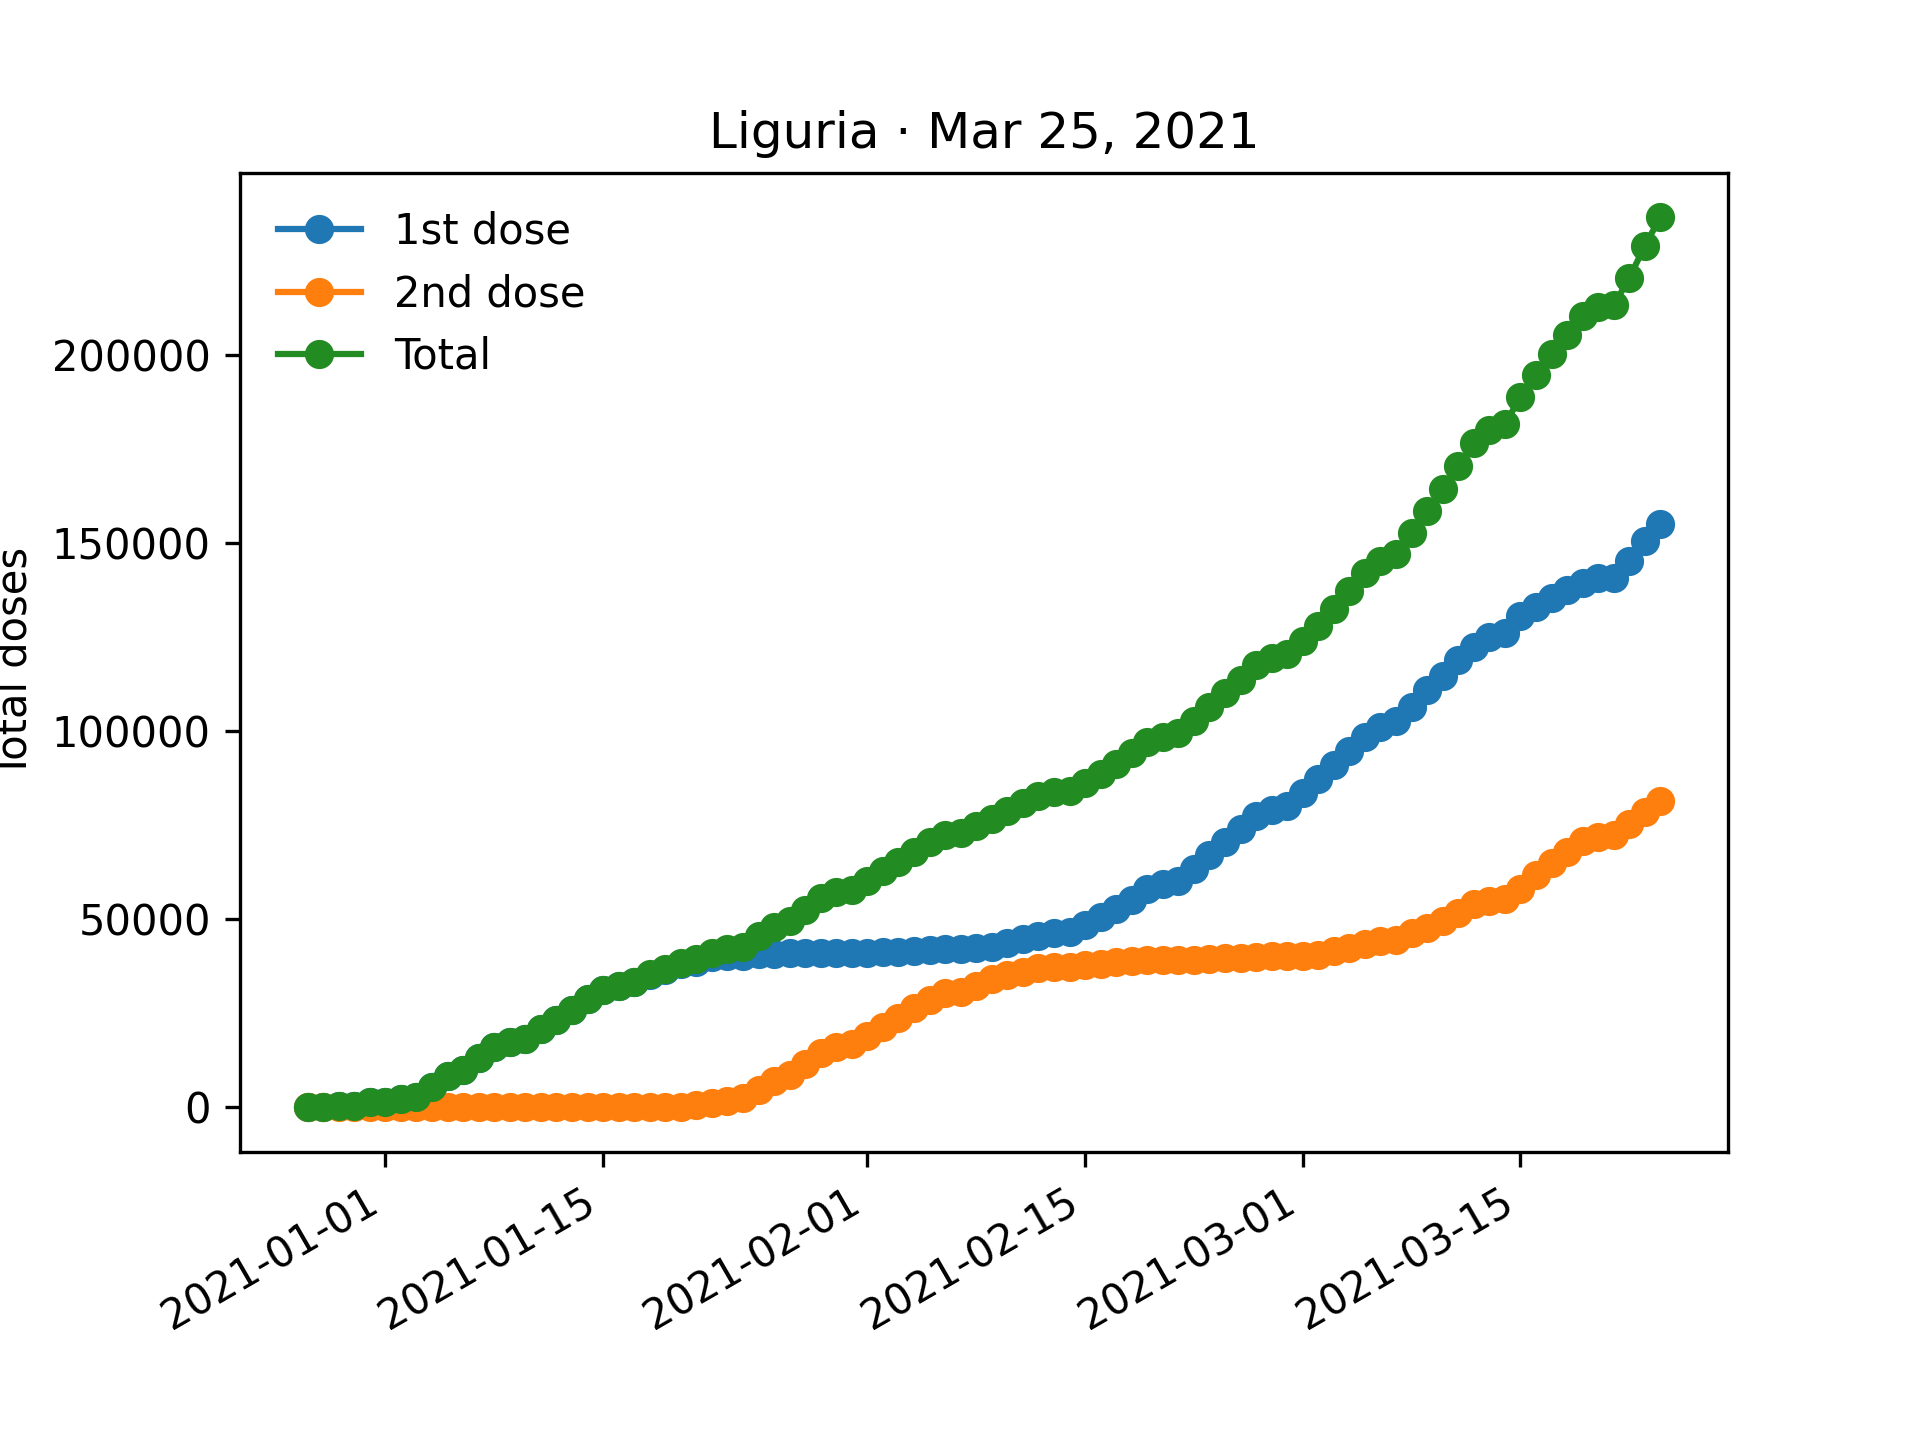 Liguria · Mar 25, 2021
1st dose
2nd dose
Total
Total doses
200000
150000
100000
50000
0
2021-01-01
2021-01-15
2021-02-01
2021-02-15
2021-03-01
2021-03-15